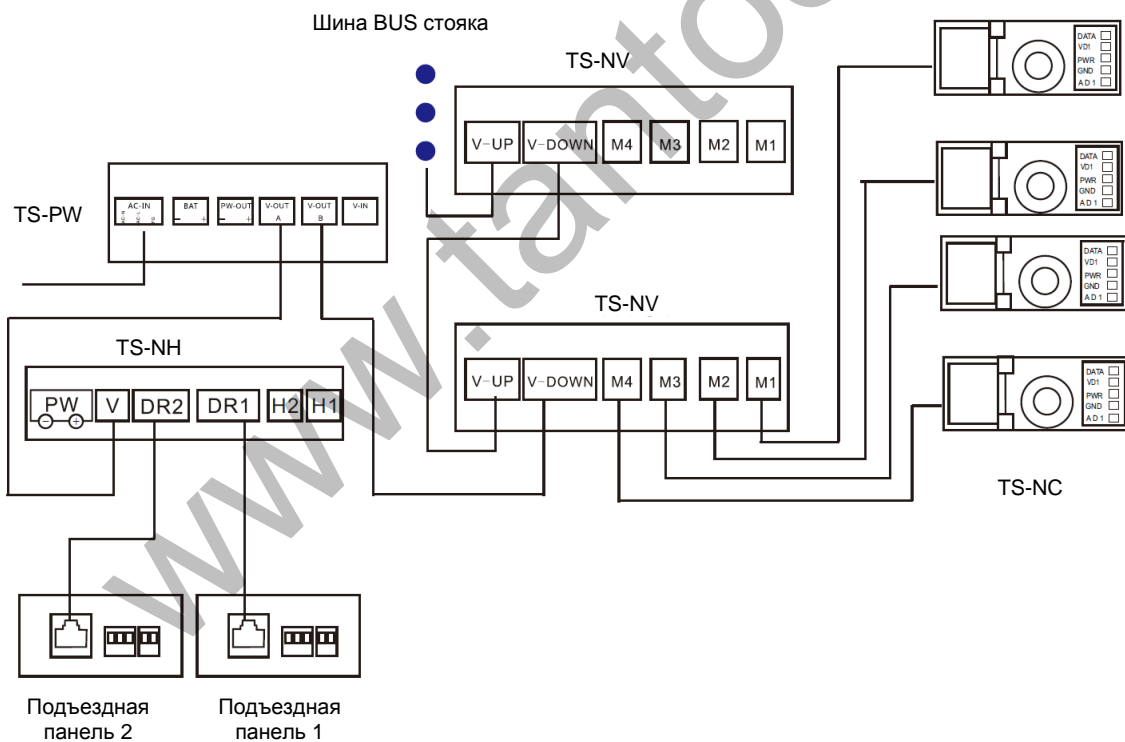 Шина BUS стояка
TS-NV
V-UP V-DOWN M4 M3 M2 M1
DATA
VD1
PWR
GND
AD1
DATA
VD1
PWR
GND
AD1
TS-PW
AC-IN BAT PW-OUT V-OUT V-OUT V-IN
AC-N AC-L - + - + A B
DATA
VD1
PWR
GND
AD1
TS-NV
V-UP V-DOWN M4 M3 M2 M1
DATA
VD1
PWR
GND
AD1
TS-NC
TS-NH
PW V DR2 DR1 H2 H1
- +
Подъездная
панель 2
Подъездная
панель 1
www.tanto